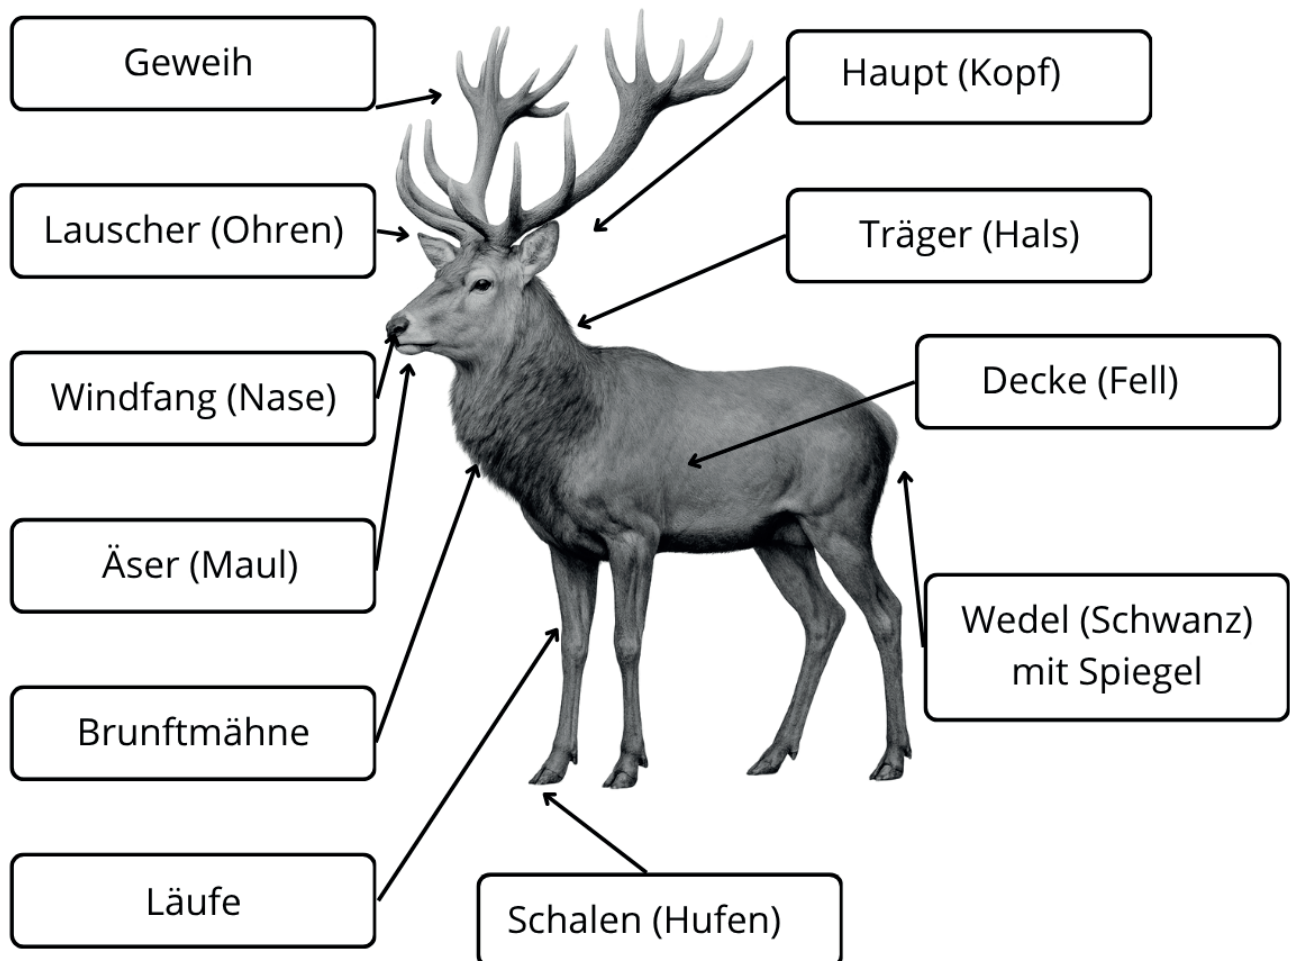 Geweih
Haupt (Kopf)
Lauscher (Ohren)
Träger (Hals)
Windfang (Nase)
Decke (Fell)
Äser (Maul)
Wedel (Schwanz)
mit Spiegel
Brunftmähne
Läufe
Schalen (Hufen)